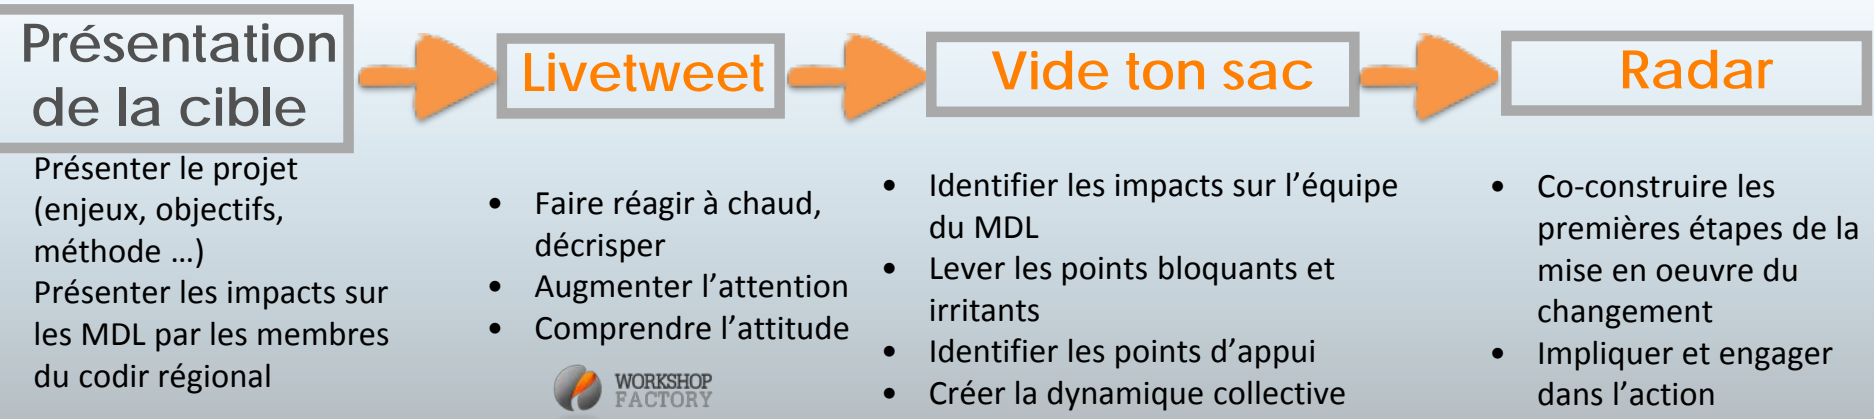 Présentation
de la cible
Présenter le projet
(enjeux, objectifs,
méthode ...)
Présenter les impacts sur
les MDL par les membres
du codir régional
Livetweet
• Faire réagir à chaud,
décrisper
• Augmenter l'attention
• Comprendre l'attitude
WORKSHOP
FACTORY
Vide ton sac
• Identifier les impacts sur l'équipe
du MDL
• Lever les points bloquants et
irritants
• Identifier les points d'appui
• Créer la dynamique collective
Radar
• Co-construire les
premières étapes de la
mise en oeuvre du
changement
• Impliquer et engager
dans l'action